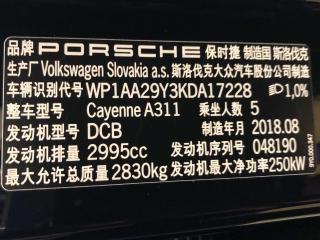 品牌 PORSCHE 保时捷 制造国 斯洛伐克
生产厂 Volkswagen Slovakia a.s. 斯洛伐克大众汽车股份公司制造
车辆识别代号 WP1AA29Y3KDA17228 1,0%
整车型号 Cayenne A311 乘坐人数 5
发动机型号 DCB 制造年月 2018.08
发动机排量 2995cc 发动机号 048190
最大允许总质量 2830kg 发动机最大净功率 250kW
9Y0.000.347